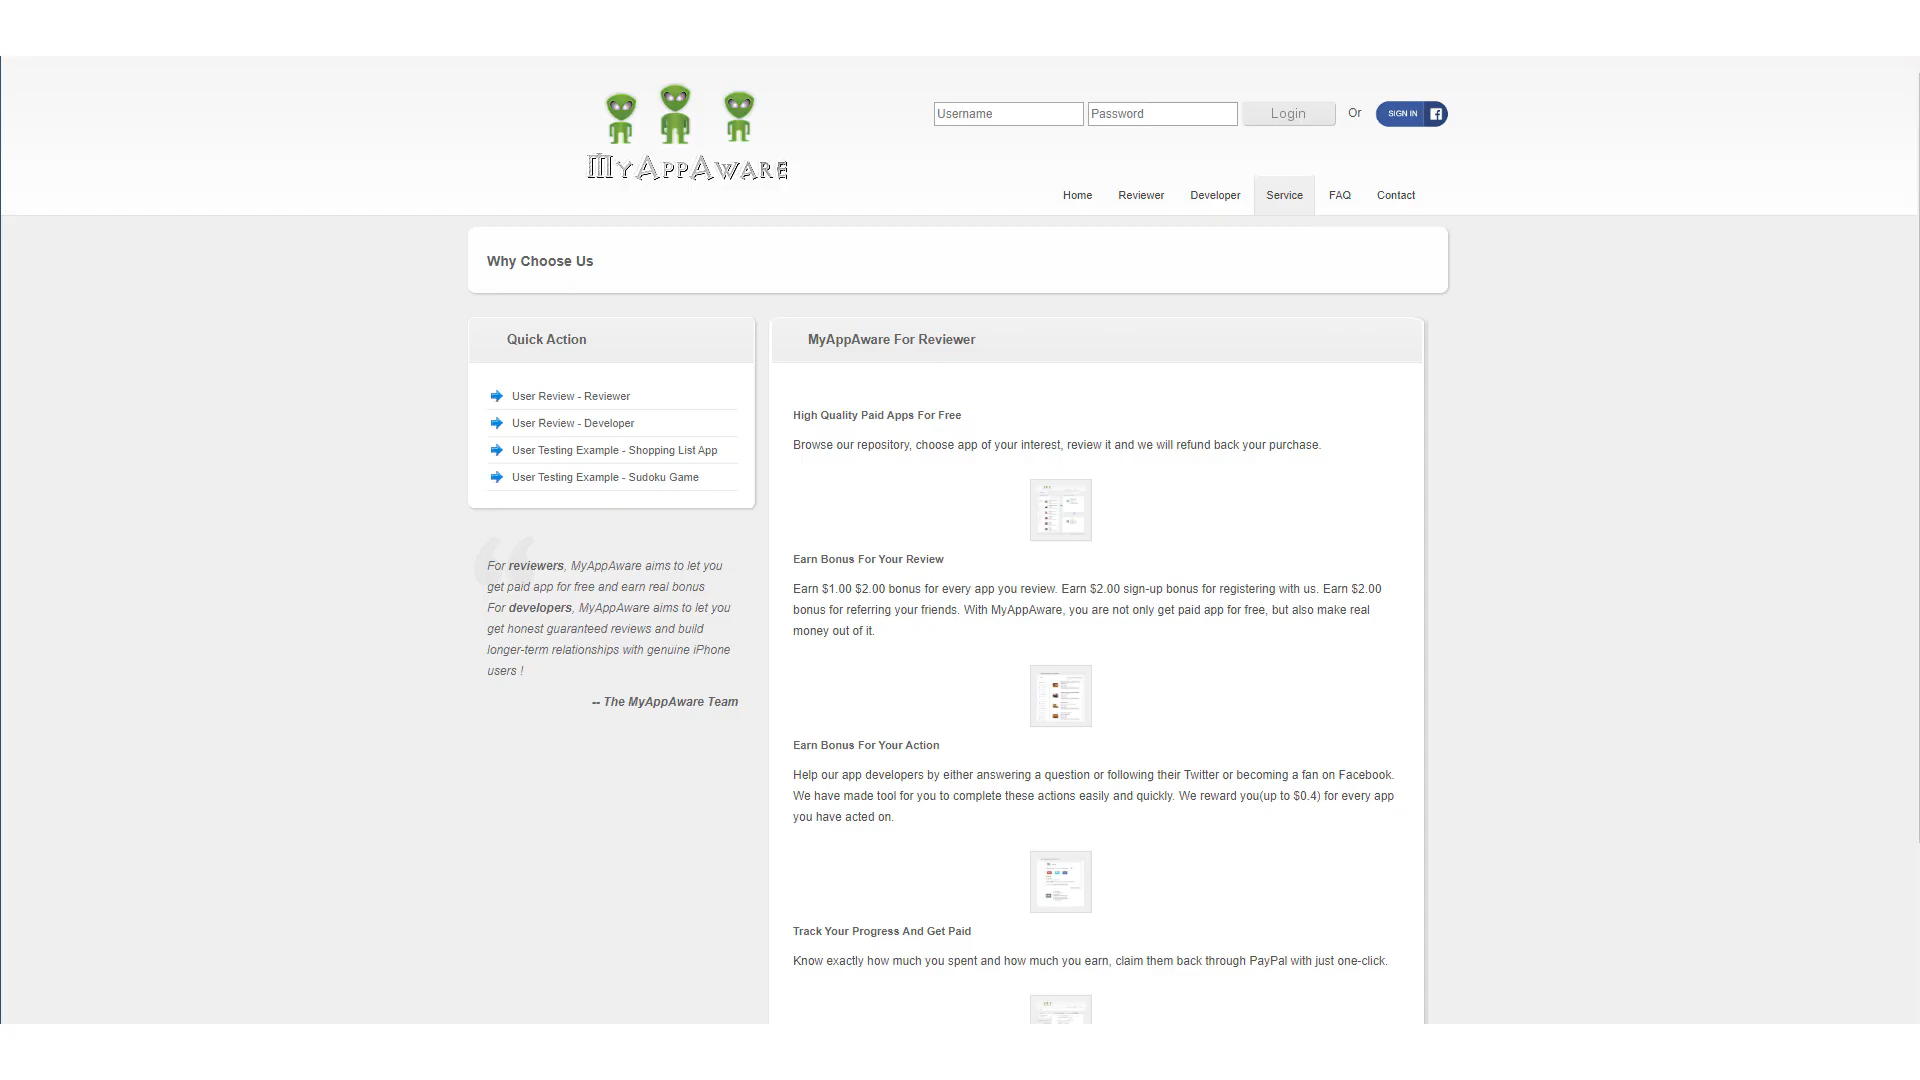 MyAppAware
Username
Password
Login
Or
SIGN IN
Home
Reviewer
Developer
Service
FAQ
Contact
Why Choose Us
Quick Action
User Review - Reviewer
User Review - Developer
User Testing Example - Shopping List App
User Testing Example - Sudoku Game
For reviewers, MyAppAware aims to let you
get paid app for free and earn real bonus
For developers, MyAppAware aims to let you
get honest guaranteed reviews and build
longer-term relationships with genuine iPhone
users !
-- The MyAppAware Team
MyAppAware For Reviewer
High Quality Paid Apps For Free
Browse our repository, choose app of your interest, review it and we will refund back your purchase.
Earn Bonus For Your Review
Earn $1.00 $2.00 bonus for every app you review. Earn $2.00 sign-up bonus for registering with us. Earn $2.00
bonus for referring your friends. With MyAppAware, you are not only get paid app for free, but also make real
money out of it.
Earn Bonus For Your Action
Help our app developers by either answering a question or following their Twitter or becoming a fan on Facebook.
We have made tool for you to complete these actions easily and quickly. We reward you(up to $0.4) for every app
you have acted on.
Track Your Progress And Get Paid
Know exactly how much you spent and how much you earn, claim them back through PayPal with just one-click.